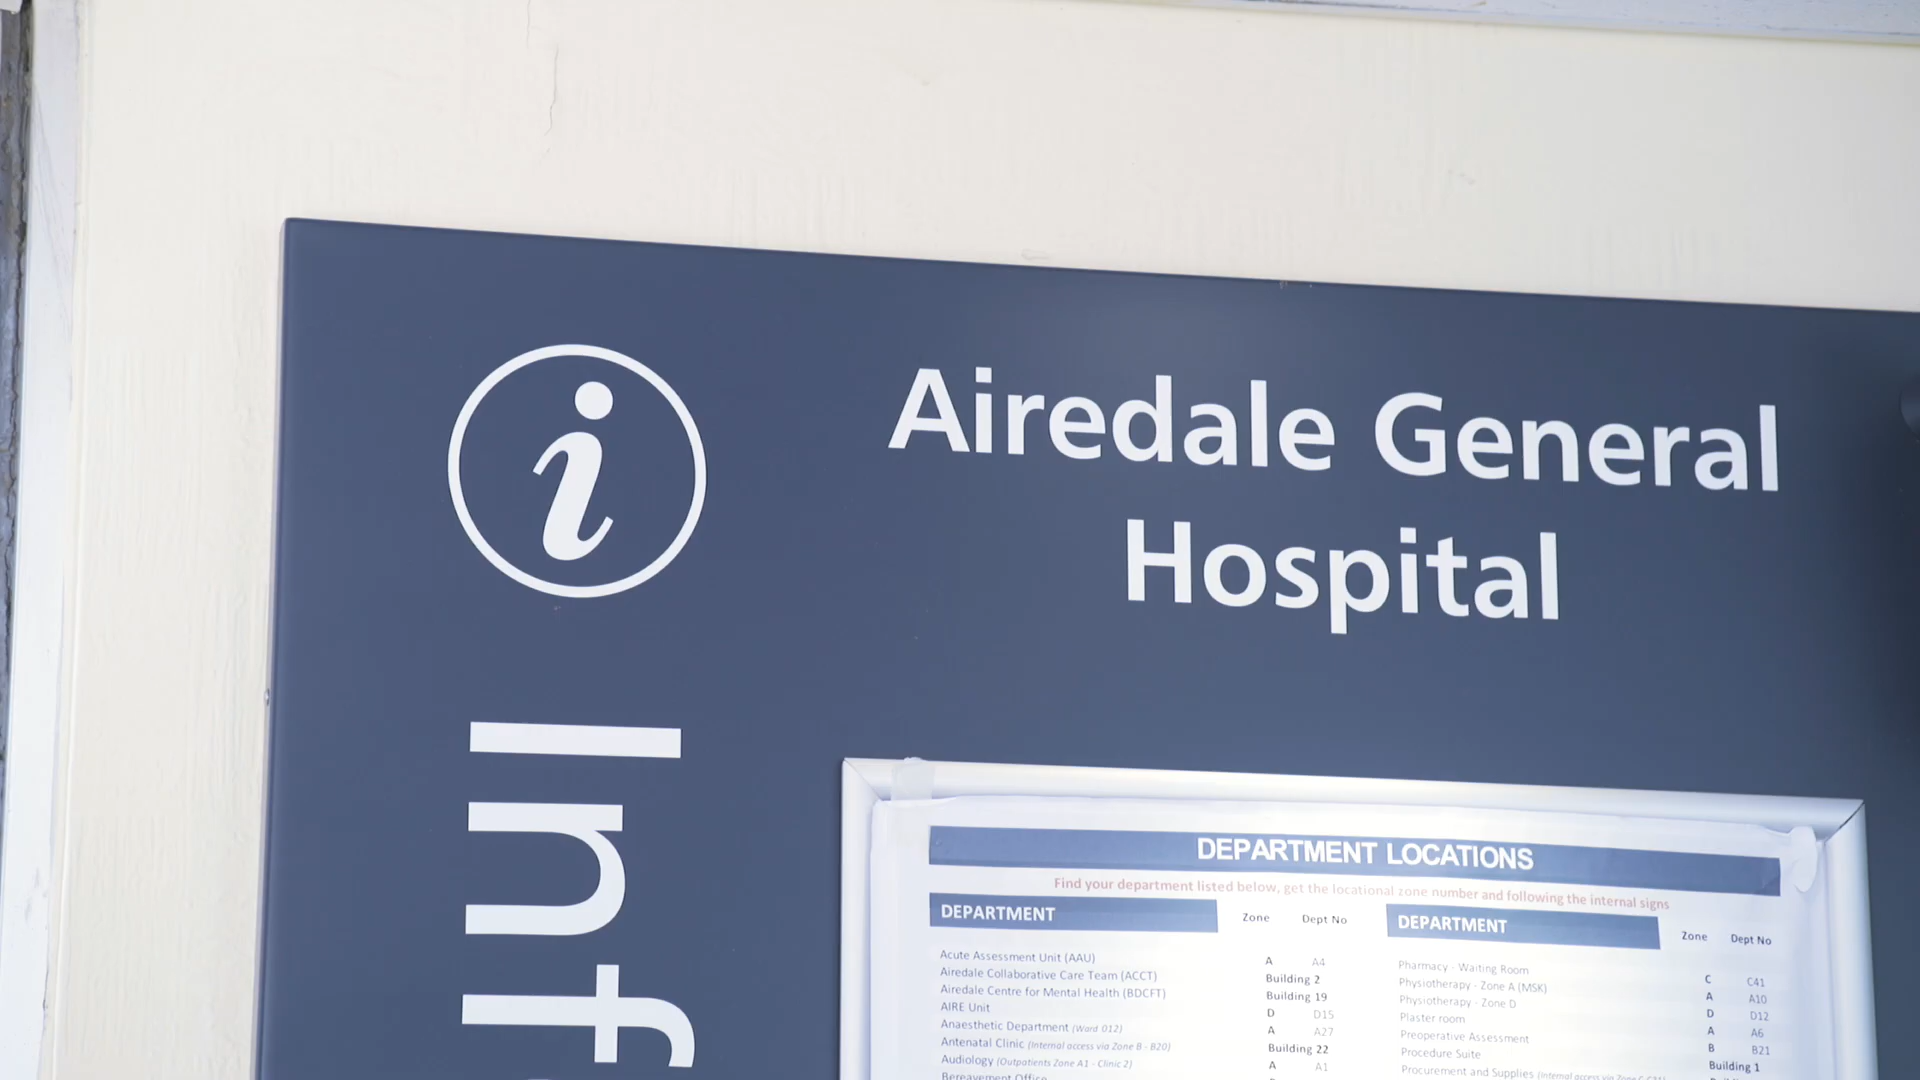 i
Airedale General
Hospital
Inf
DEPARTMENT LOCATIONS
Find your department listed below, get the locational zone number and following the internal signs
DEPARTMENT Zone Dept No
Acute Assessment Unit (AAU) A A4
Airedale Collaborative Care Team (ACCT) Building 2
Airedale Centre for Mental Health (BDCFT) Building 19
AIRE Unit D D15
Anaesthetic Department (Ward 012) A A27
Antenatal Clinic (Internal access via Zone B - B20) Building 22
Audiology (Outpatients Zone A1 - Clinic 2) A A1
Bereavement Office
DEPARTMENT Zone Dept No
Pharmacy - Waiting Room C C41
Physiotherapy - Zone A (MSK) A A10
Physiotherapy - Zone D D D12
Plaster room A A6
Preoperative Assessment B B21
Procedure Suite Building 1
Procurement and Supplies